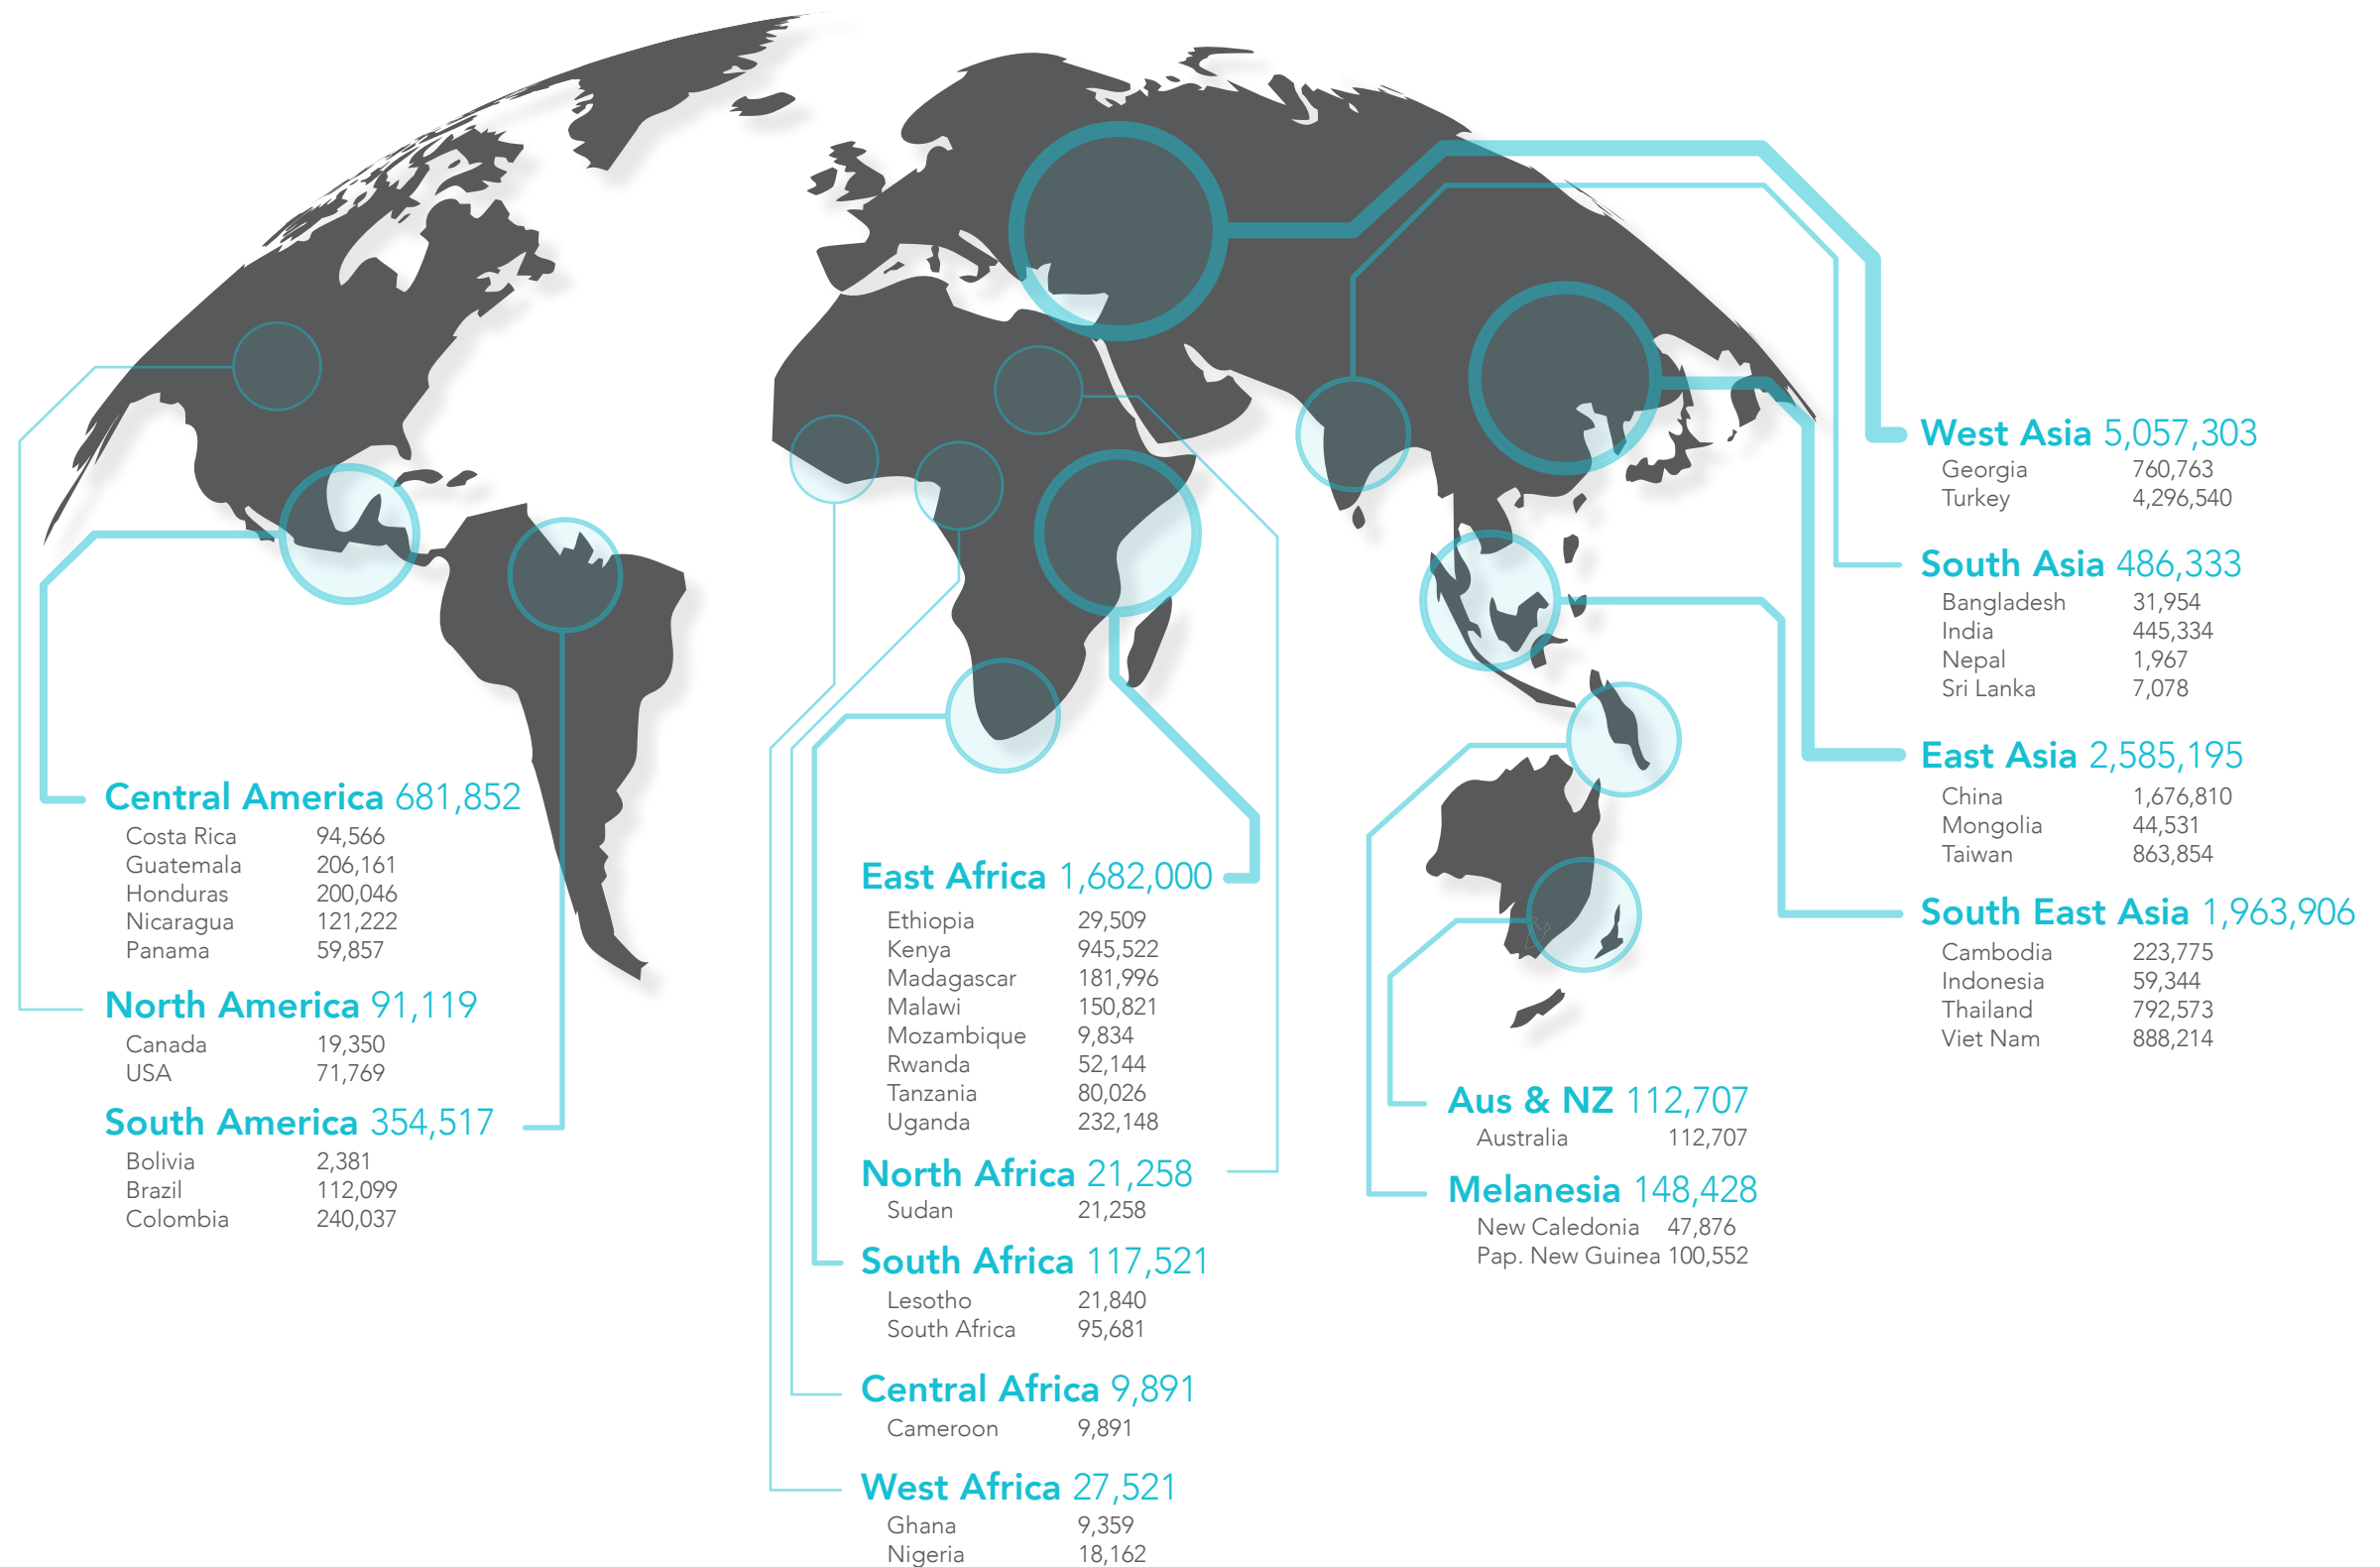 Central America 681,852
Costa Rica 94,566
Guatemala 206,161
Honduras 200,046
Nicaragua 121,222
Panama 59,857
North America 91,119
Canada 19,350
USA 71,769
South America 354,517
Bolivia 2,381
Brazil 112,099
Colombia 240,037
East Africa 1,682,000
Ethiopia 29,509
Kenya 945,522
Madagascar 181,996
Malawi 150,821
Mozambique 9,834
Rwanda 52,144
Tanzania 80,026
Uganda 232,148
North Africa 21,258
Sudan 21,258
South Africa 117,521
Lesotho 21,840
South Africa 95,681
Central Africa 9,891
Cameroon 9,891
West Africa 27,521
Ghana 9,359
Nigeria 18,162
Aus & NZ 112,707
Australia 112,707
Melanesia 148,428
New Caledonia 47,876
Pap. New Guinea 100,552
West Asia 5,057,303
Georgia 760,763
Turkey 4,296,540
South Asia 486,333
Bangladesh 31,954
India 445,334
Nepal 1,967
Sri Lanka 7,078
East Asia 2,585,195
China 1,676,810
Mongolia 44,531
Taiwan 863,854
South East Asia 1,963,906
Cambodia 223,775
Indonesia 59,344
Thailand 792,573
Viet Nam 888,214